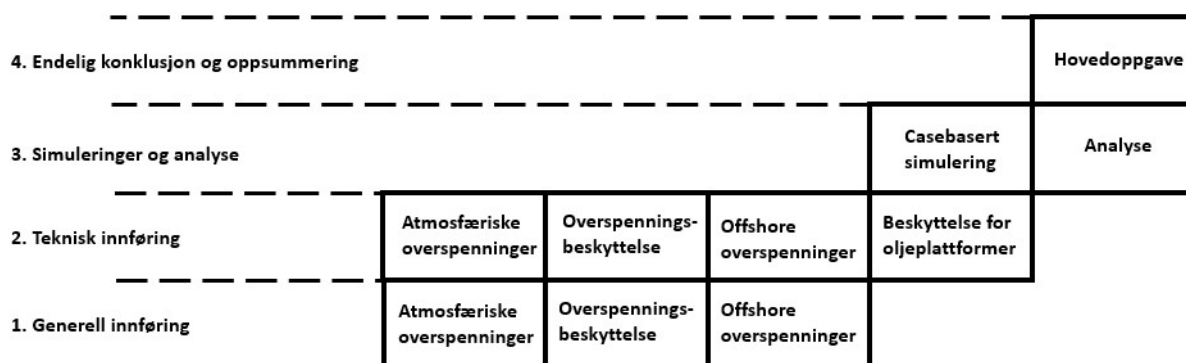 4. Endelig konklusjon og oppsummering
Hovedoppgave
3. Simuleringer og analyse
Casebasert
simulering
Analyse
2. Teknisk innføring
Atmosfæriske
overspenninger
Overspennings-
beskyttelse
Offshore
overspenninger
Beskyttelse for
oljeplattformer
1. Generell innføring
Atmosfæriske
overspenninger
Overspennings-
beskyttelse
Offshore
overspenninger